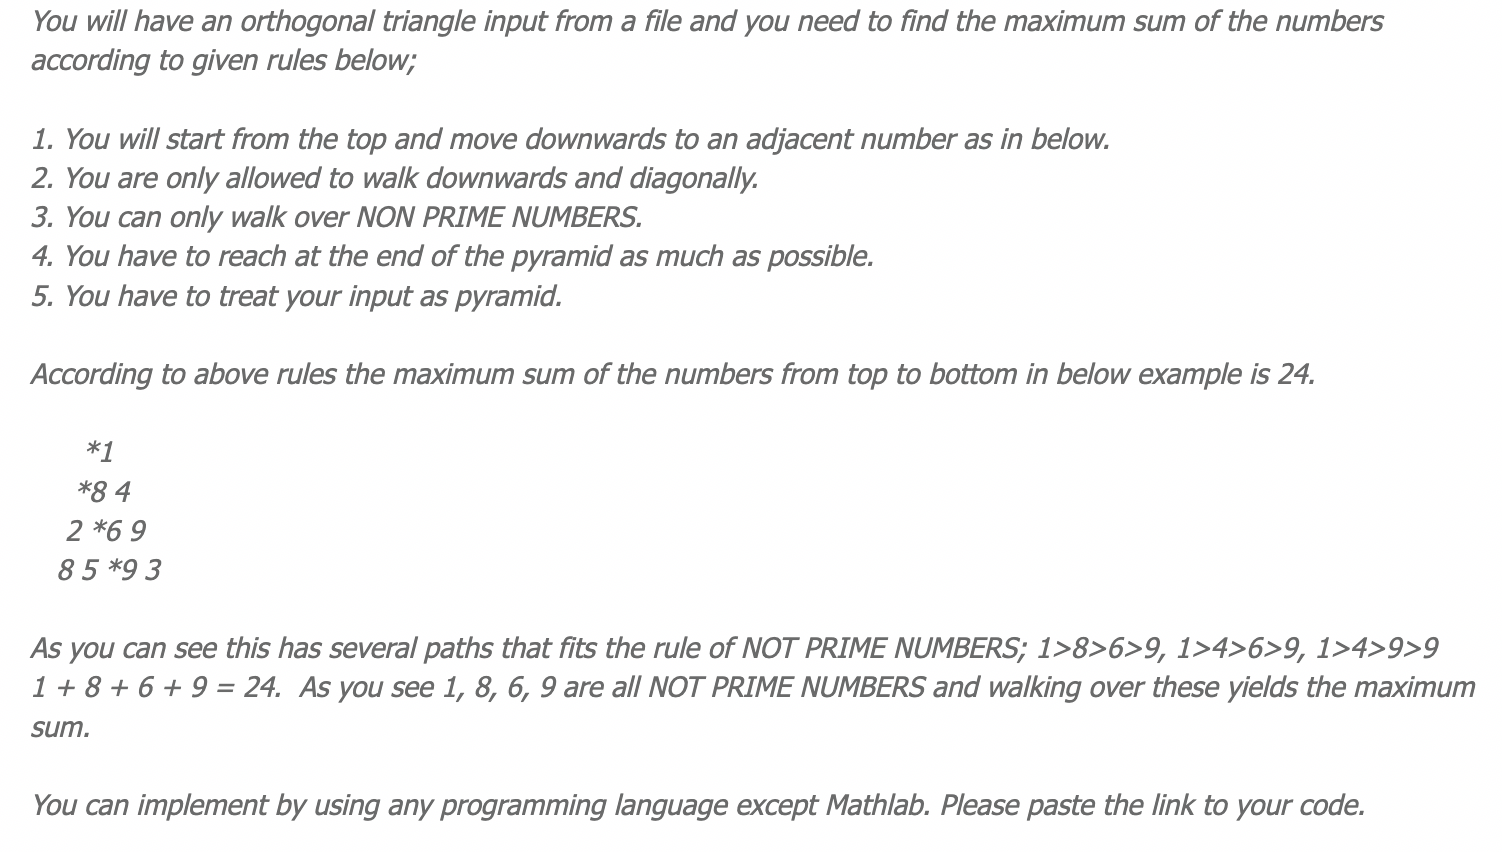 You will have an orthogonal triangle input from a file and you need to find the maximum sum of the numbers
according to given rules below;
1. You will start from the top and move downwards to an adjacent number as in below.
2. You are only allowed to walk downwards and diagonally.
3. You can only walk over NON PRIME NUMBERS.
4. You have to reach at the end of the pyramid as much as possible.
5. You have to treat your input as pyramid.
According to above rules the maximum sum of the numbers from top to bottom in below example is 24.
*1
*8 4
2 *6 9
8 5 *9 3
As you can see this has several paths that fits the rule of NOT PRIME NUMBERS; 1>8>6>9, 1>4>6>9, 1>4>9>9
1 + 8 + 6 + 9 = 24.  As you see 1, 8, 6, 9 are all NOT PRIME NUMBERS and walking over these yields the maximum
sum.
You can implement by using any programming language except Mathlab. Please paste the link to your code.